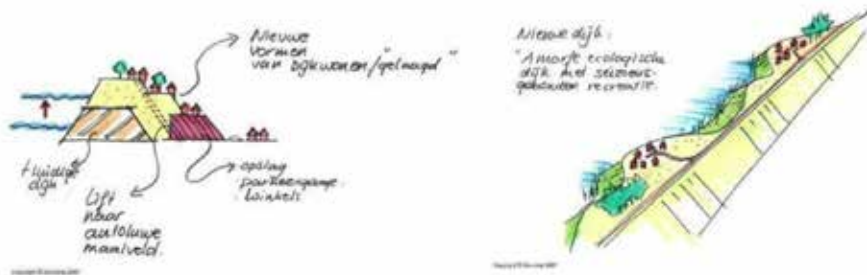 Nieuwe
vormen
van Dijkwonen/"gelaagd"
Huidige
dijk
Lift
naar
autoluwe
maaiveld.
opslag
parkeergarage
winkels
Nieuwe dijk:
"Amorfe ecologische
dijk met seizoens-
gebonden recreatie.